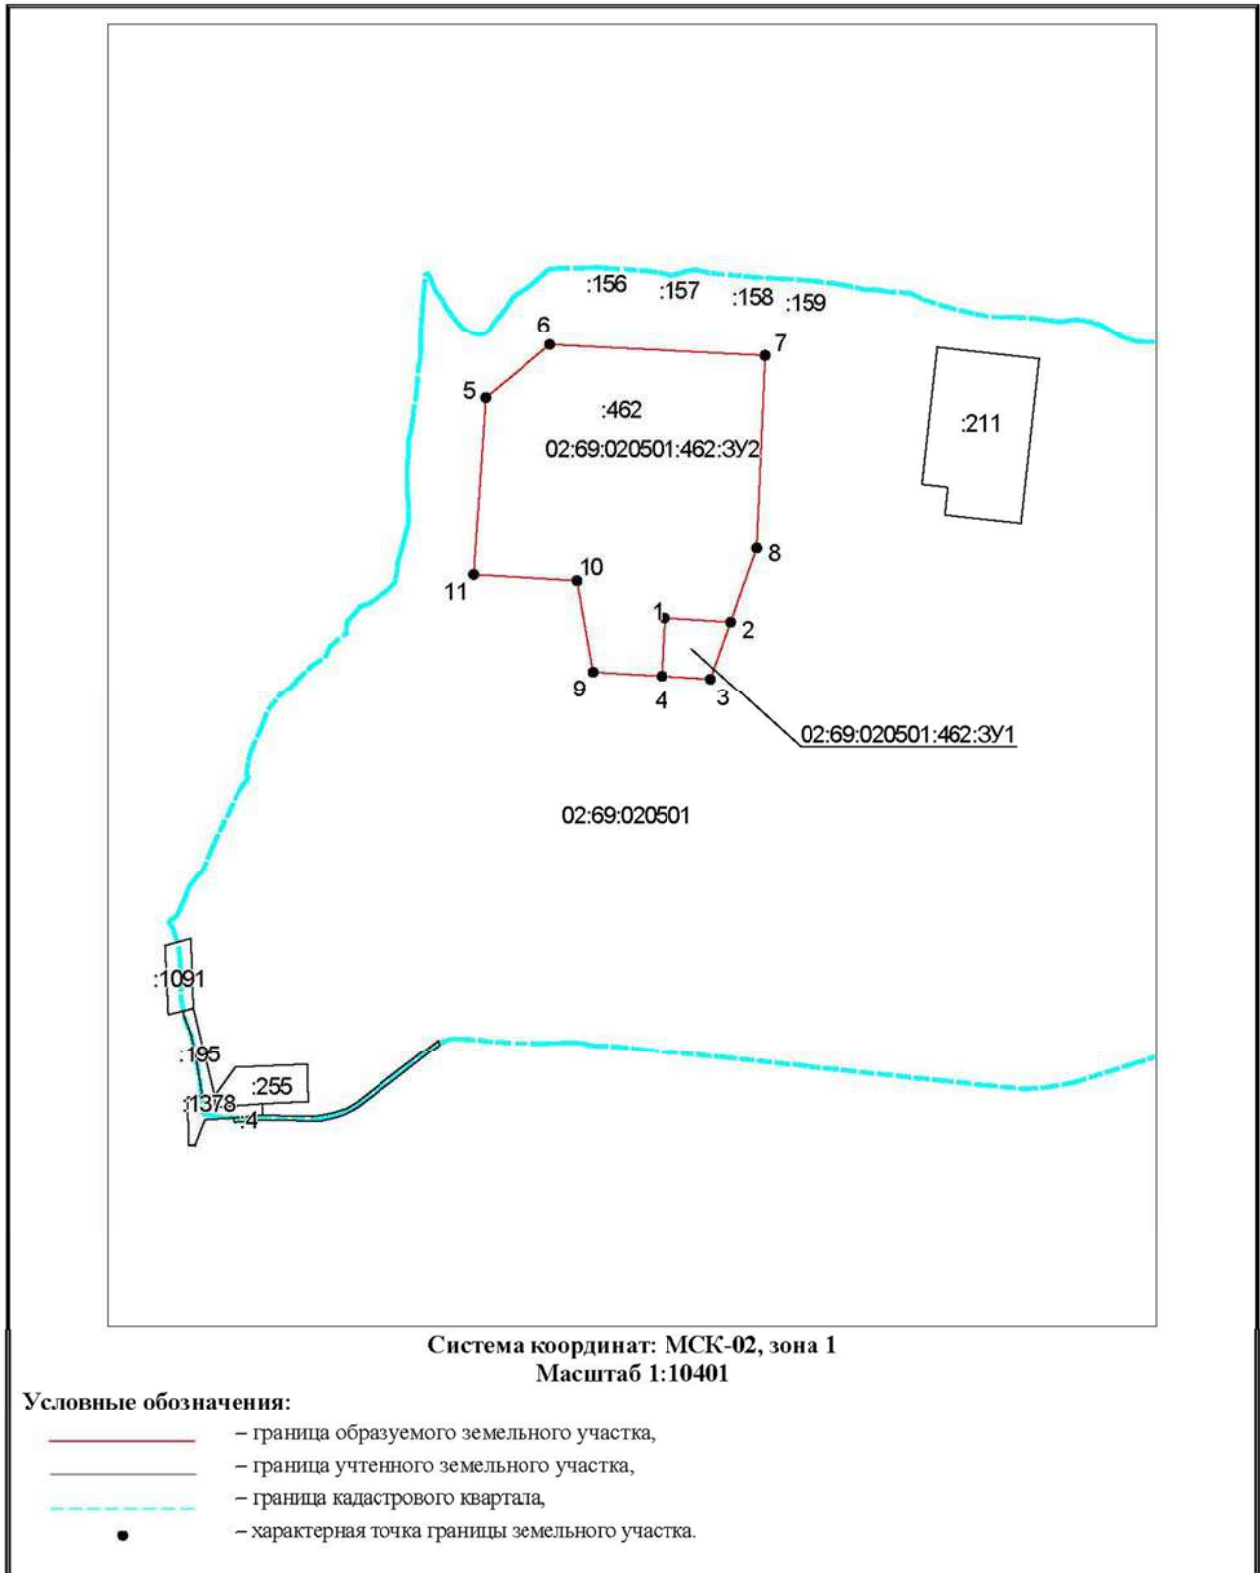 :156
:157
:158
:159
6
7
5
:462
:211
02:69:020501:462:ЗУ2
8
10
11
1
2
9
4
3
02:69:020501:462:ЗУ1
02:69:020501
:1091
:195
:255
:1378
:4
Система координат: МСК-02, зона 1
Масштаб 1:10401
Условные обозначения:
– граница образуемого земельного участка,
– граница учтенного земельного участка,
– граница кадастрового квартала,
– характерная точка границы земельного участка.